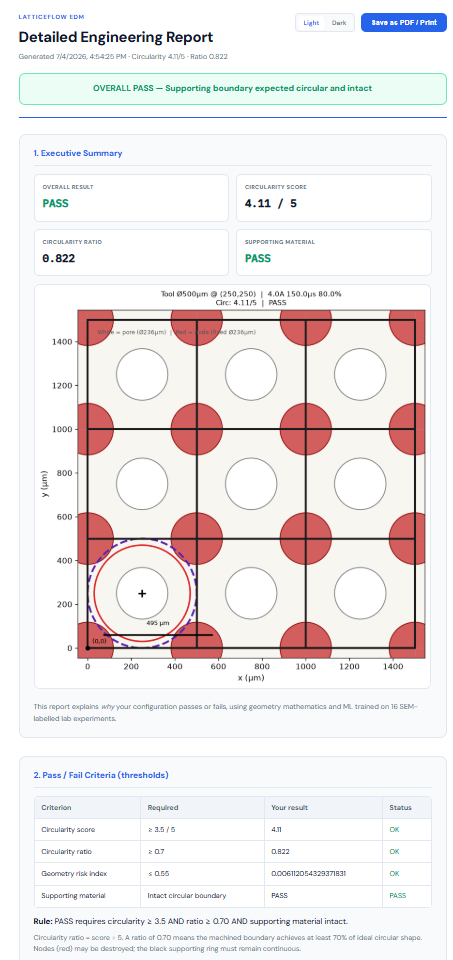 LATTICEFLOW EDM
Light Dark Save as PDF / Print
Detailed Engineering Report
Generated 7/4/2026, 4:54:25 PM · Circularity 4.11/5 · Ratio 0.822
OVERALL PASS — Supporting boundary expected circular and intact
1. Executive Summary
OVERALL RESULT
PASS
CIRCULARITY SCORE
4.11 / 5
CIRCULARITY RATIO
0.822
SUPPORTING MATERIAL
PASS
Tool Ø500μm @ (250,250) | 4.0A 150.0μs 80.0%
Circ: 4.11/5 | PASS
White = pore (Ø236μm) | Red = node (fixed Ø236μm)
1400
1200
1000
800
600
400
200
0
y (μm)
495 μm
(0,0)
0 200 400 600 800 1000 1200 1400
x (μm)
This report explains why your configuration passes or fails, using geometry mathematics and ML trained on 16 SEM-
labelled lab experiments.
2. Pass / Fail Criteria (thresholds)
Criterion Required Your result Status
Circularity score ≥ 3.5 / 5 4.11 OK
Circularity ratio ≥ 0.7 0.822 OK
Geometry risk index ≤ 0.55 0.006112054329371831 OK
Supporting material Intact circular boundary PASS PASS
Rule: PASS requires circularity ≥ 3.5 AND ratio ≥ 0.70 AND supporting material intact.
Circularity ratio = score ÷ 5. A ratio of 0.70 means the machined boundary achieves at least 70% of ideal circular shape.
Nodes (red) may be destroyed; the black supporting ring must remain continuous.